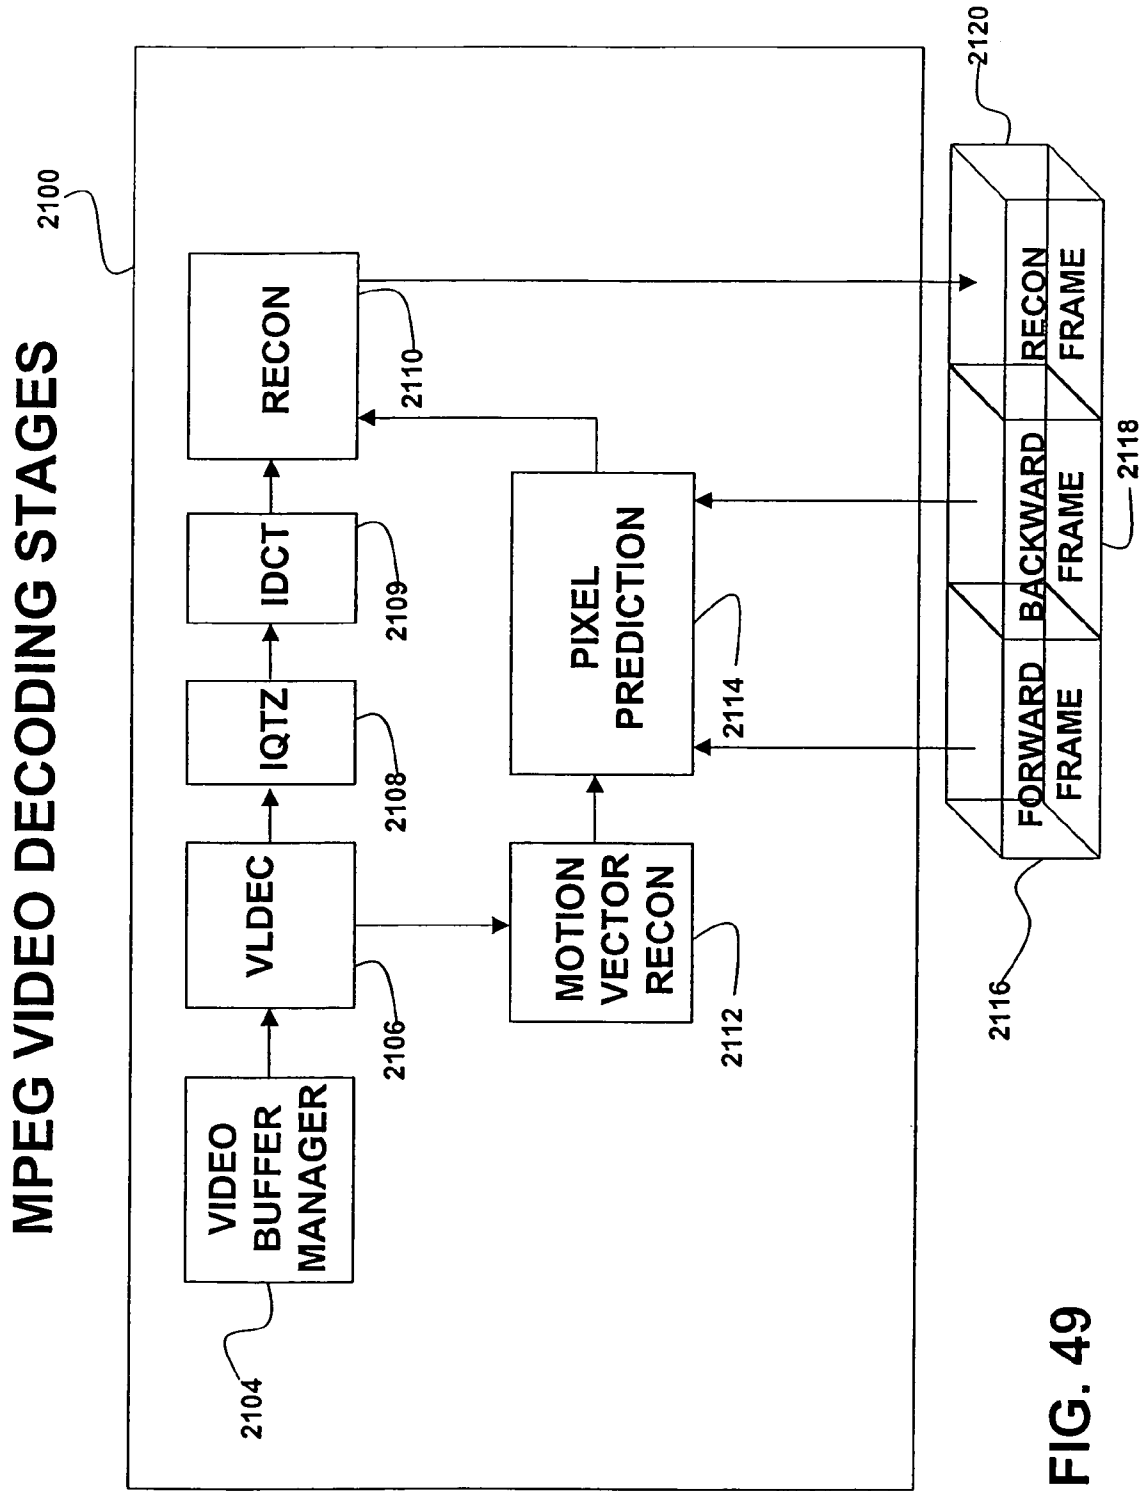 MPEG VIDEO DECODING STAGES
2100
VIDEO
BUFFER
MANAGER
2104
VLDEC
2106
IQTZ
2108
IDCT
2109
RECON
2110
MOTION
VECTOR
RECON
2112
PIXEL
PREDICTION
2114
FORWARD
FRAME
2116
BACKWARD
FRAME
2118
RECON
FRAME
2120
FIG. 49